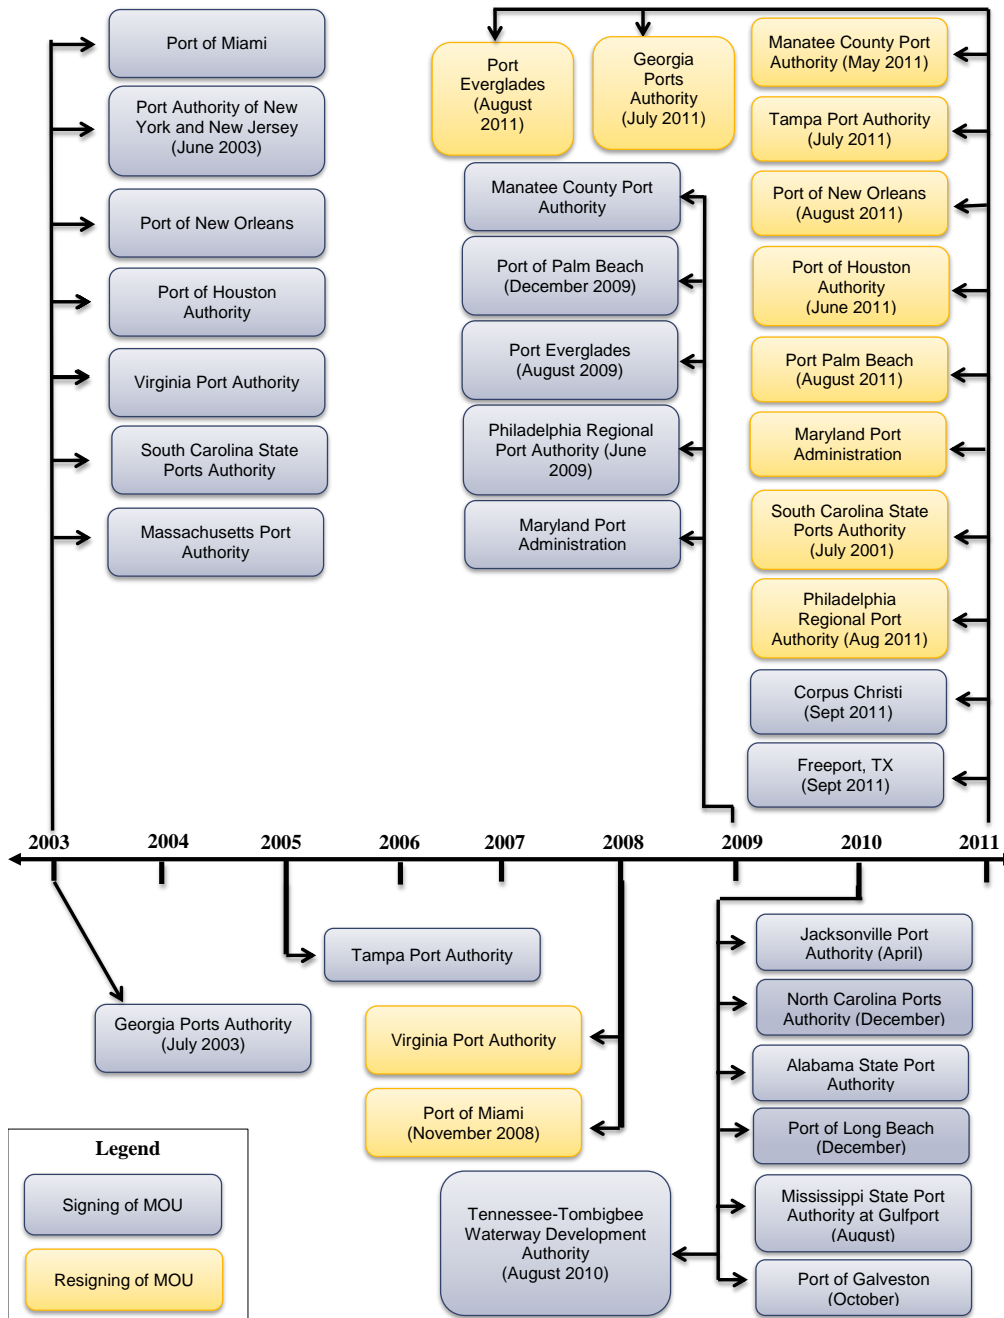 Port of Miami
Port Authority of New
York and New Jersey
(June 2003)
Port of New Orleans
Port of Houston
Authority
Virginia Port Authority
South Carolina State
Ports Authority
Massachusetts Port
Authority
Port
Everglades
(August
2011)
Georgia
Ports
Authority
(July 2011)
Manatee County Port
Authority
Port of Palm Beach
(December 2009)
Port Everglades
(August 2009)
Philadelphia Regional
Port Authority (June
2009)
Maryland Port
Administration
Manatee County Port
Authority (May 2011)
Tampa Port Authority
(July 2011)
Port of New Orleans
(August 2011)
Port of Houston
Authority
(June 2011)
Port Palm Beach
(August 2011)
Maryland Port
Administration
South Carolina State
Ports Authority
(July 2001)
Philadelphia
Regional Port
Authority (Aug 2011)
Corpus Christi
(Sept 2011)
Freeport, TX
(Sept 2011)
2003 2004 2005 2006 2007 2008 2009 2010 2011
Georgia Ports Authority
(July 2003)
Tampa Port Authority
Virginia Port Authority
Port of Miami
(November 2008)
Tennessee-Tombigbee
Waterway Development
Authority
(August 2010)
Jacksonville Port
Authority (April)
North Carolina Ports
Authority (December)
Alabama State Port
Authority
Port of Long Beach
(December)
Mississippi State Port
Authority at Gulfport
(August)
Port of Galveston
(October)
Legend
Signing of MOU
Resigning of MOU